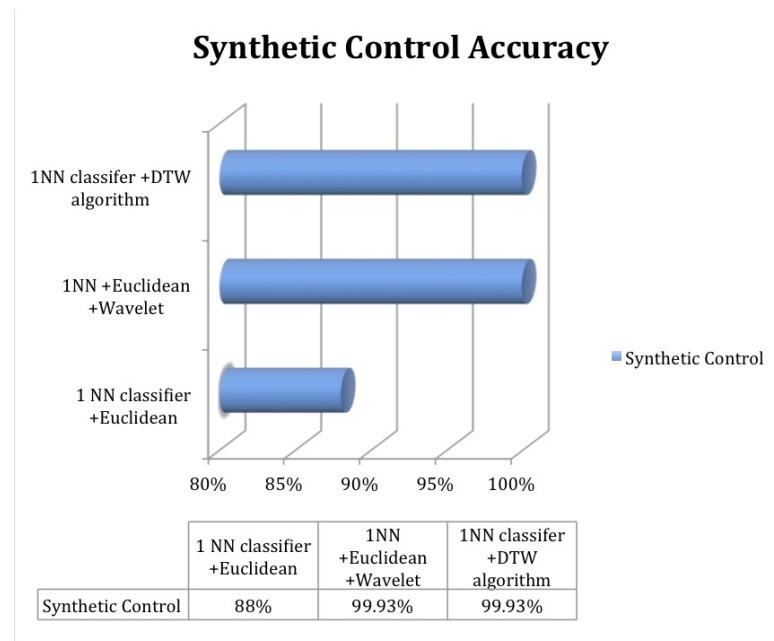 Synthetic Control Accuracy
1NN classifer +DTW
algorithm
1NN +Euclidean
+Wavelet
1 NN classifier
+Euclidean
Synthetic Control
80% 85% 90% 95% 100%
1 NN classifier
+Euclidean
1NN
+Euclidean
+Wavelet
1NN classifer
+DTW
algorithm
Synthetic Control 88% 99.93% 99.93%